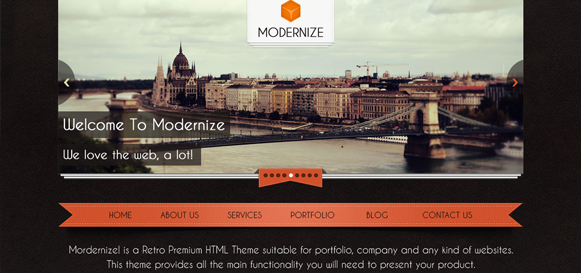 MODERNIZE
Welcome To Modernize
We love the web, a lot!
HOME ABOUT US SERVICES PORTFOLIO BLOG CONTACT US
Mordernize! is a Retro Premium HTML Theme suitable for portfolio, company and any kind of websites.
This theme provides all the main functionality you will need to present your product.